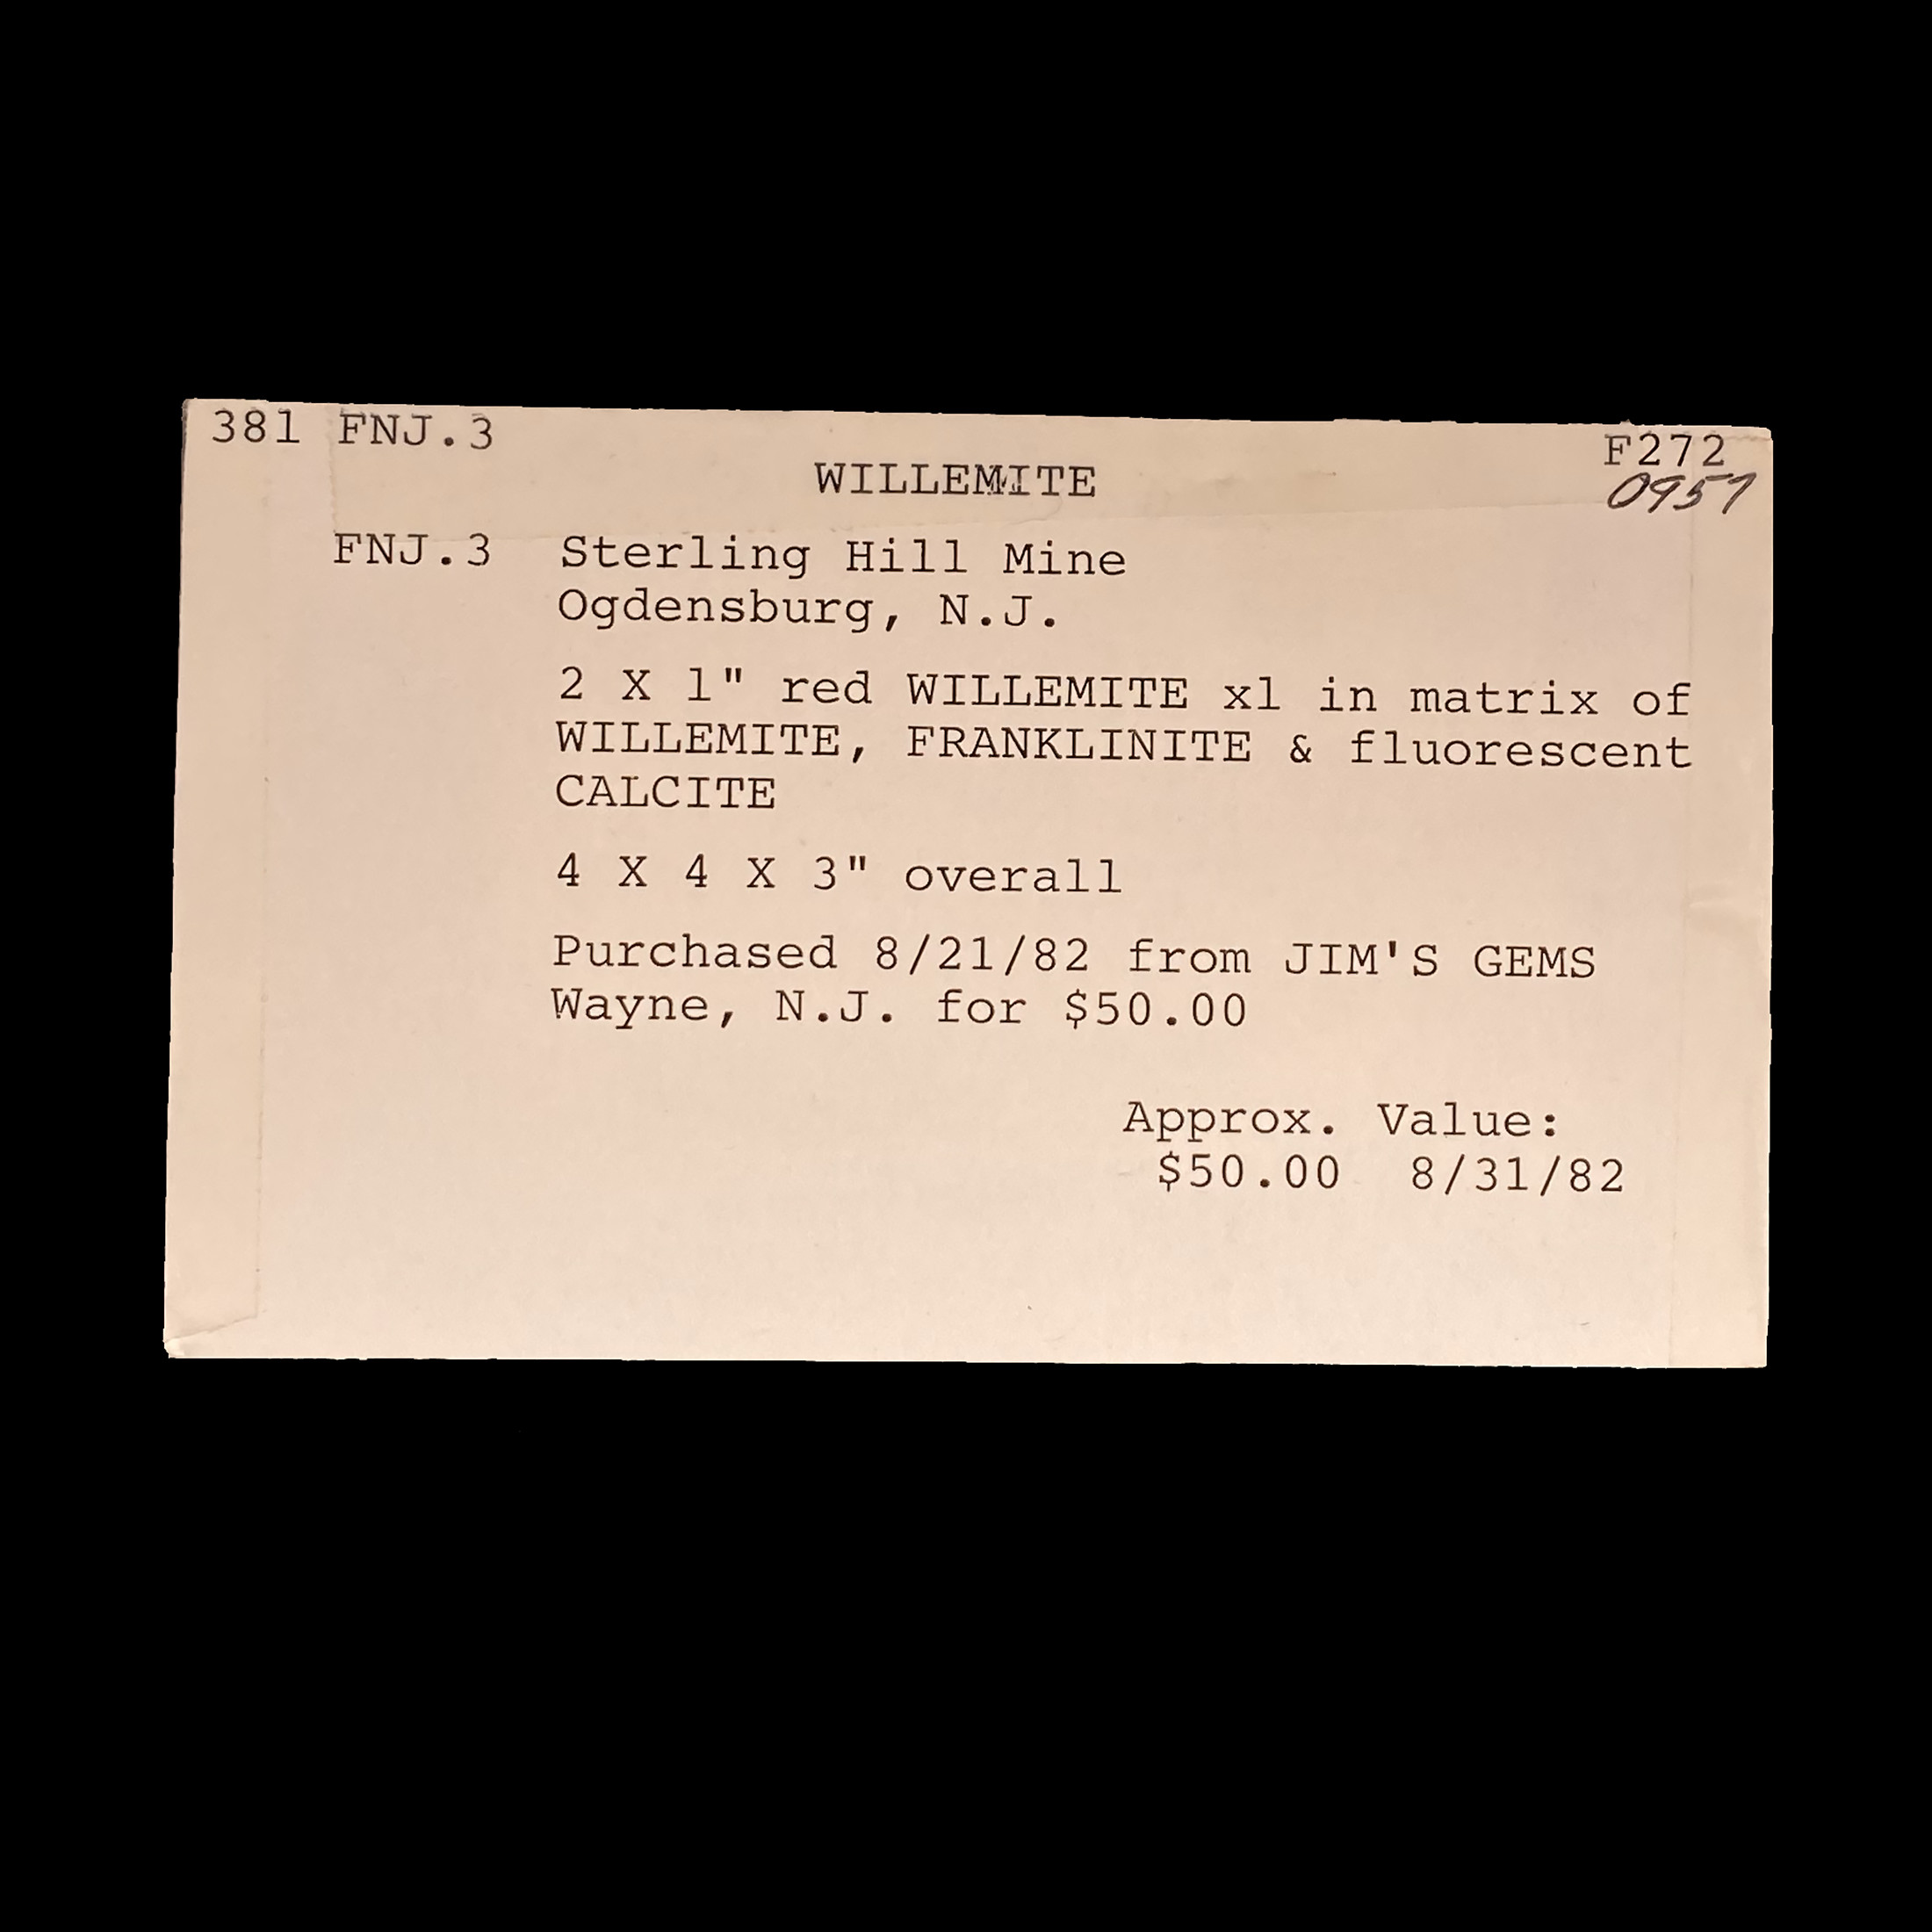 381 FNJ.3
F272
WILLEMITE
0957
FNJ.3 Sterling Hill Mine
Ogdensburg, N.J.
2 X 1" red WILLEMITE xl in matrix of
WILLEMITE, FRANKLINITE & fluorescent
CALCITE
4 X 4 X 3" overall
Purchased 8/21/82 from JIM'S GEMS
Wayne, N.J. for $50.00
Approx. Value:
$50.00 8/31/82